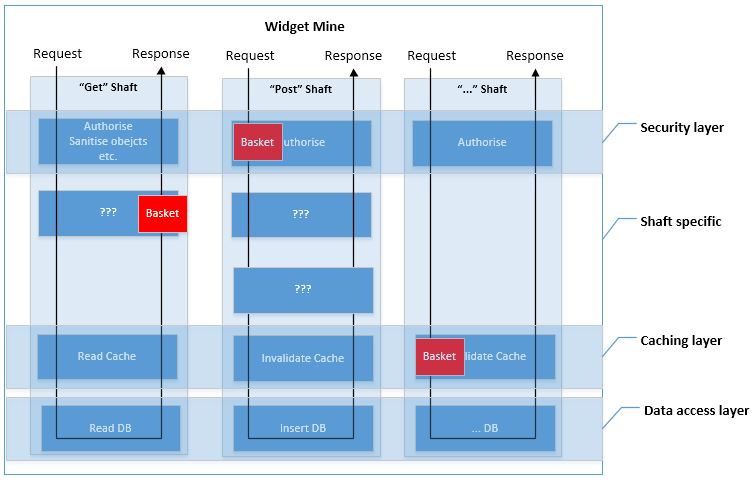 Widget Mine
Request
Response
Request
Response
Request
Response
“Get” Shaft
“Post” Shaft
“...” Shaft
Authorise
Sanitise obejcts
etc.
Basket
uthorise
Authorise
Security layer
???
Basket
???
Shaft specific
???
Read Cache
Invalidate Cache
Basket
lidate Cache
Caching layer
Read DB
Insert DB
... DB
Data access layer